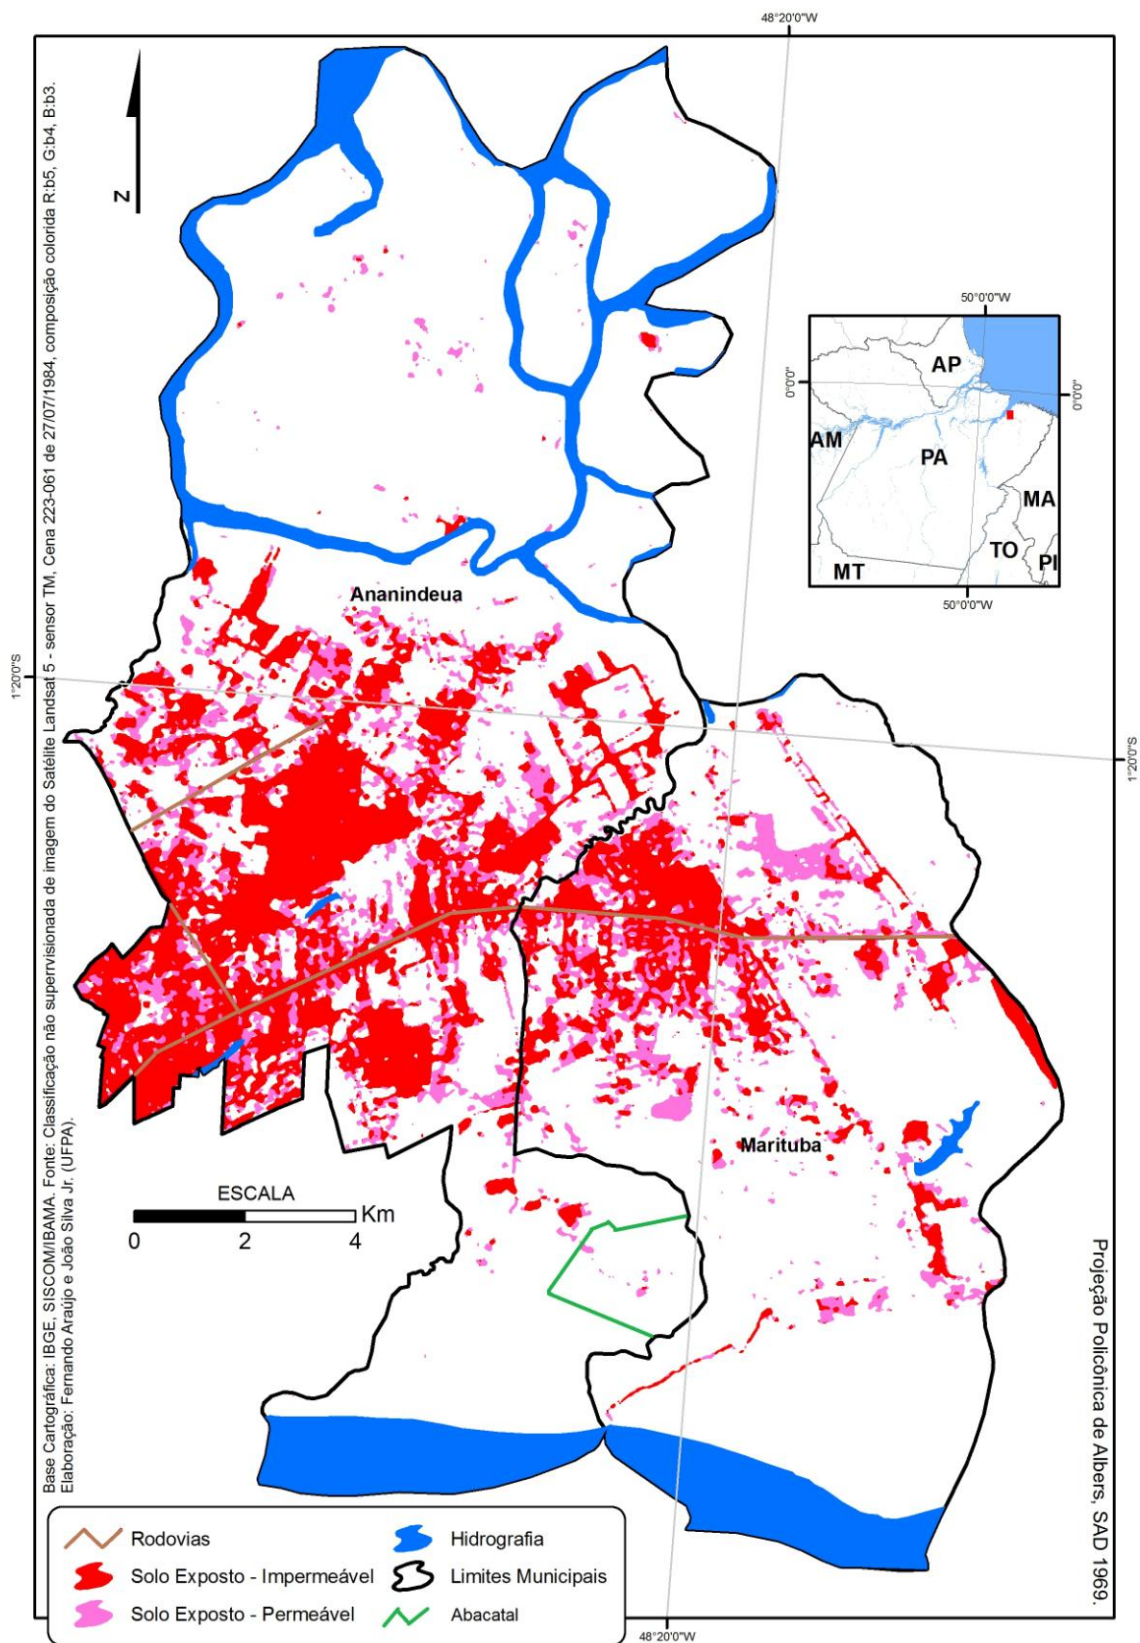 48°20'0"W
N
50°0'0"W
0°0'0"
0°0'0"
AP
AM
PA
MA
TO
PI
MT
50°0'0"W
Ananindeua
1°20'0"S
1°20'0"S
Marituba
ESCALA
Km
0 2 4
Base Cartográfica: IBGE, SISCOM/IBAMA. Fonte: Classificação não supervisionada de imagem do Satélite Landsat 5 - sensor TM, Cena 223-061 de 27/07/1984, composição colorida R:b5, G:b4, B:b3.
Elaboração: Fernando Araújo e João Silva Jr. (UFPA).
Projeção Policônica de Albers, SAD 1969.
Rodovias
Solo Exposto - Impermeável
Solo Exposto - Permeável
Hidrografia
Limites Municipais
Abacatal
48°20'0"W